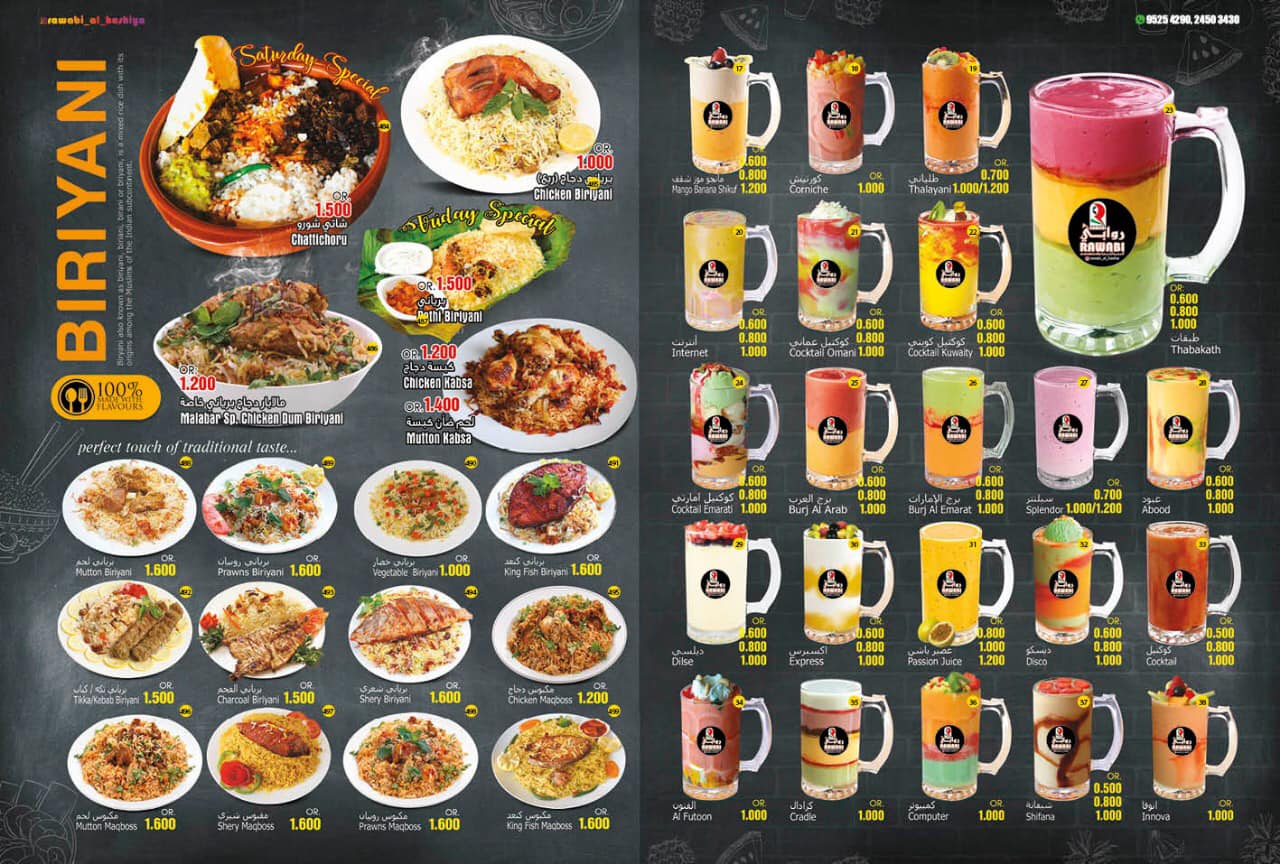 rawabi_al_hashiya
BIRIYANI
Biryani also known as biriyani, biriani, birani or briyani, is a mixed rice dish with its
origins among the Muslims of the Indian subcontinent.
100%
MADE WITH
FLAVOURS
Saturday Special
484
OR.
1.500
شاتي شورو
Chattichoru
OR.
1.000
برياني دجاج (ربع)
Chicken Biriyani
Friday Special
OR. 1.500
برياني
Pothi Biriyani
486
OR.
1.200
مالابار دجاج برياني خاصة
Malabar Sp. Chicken Dum Biriyani
OR. 1.200
كبسة دجاج
Chicken Kabsa
OR. 1.400
لحم ضأن كبسة
Mutton Kabsa
perfect touch of traditional taste...
488
برياني لحم
OR.
Mutton Biriyani 1.600
489
برياني روبيان
OR.
Prawns Biriyani 1.600
490
برياني خضار
OR.
Vegetable Biriyani 1.000
491
برياني كنعد
OR.
King Fish Biriyani 1.600
492
برياني تكه / كباب
OR.
Tikka/Kabab Biriyani 1.500
493
برياني الفحم
OR.
Charcoal Biriyani 1.500
494
برياني شعري
OR.
Shery Biriyani 1.600
495
مكبوس دجاج
OR.
Chicken Maqboss 1.200
496
مكبوس لحم
OR.
Mutton Maqboss 1.600
497
مقبوس شيري
OR.
Shery Maqboss 1.600
498
مكبوس روبيان
OR.
Prawns Maqboss 1.600
499
مكبوس كنعد
OR.
King Fish Maqboss 1.600
9525 4290, 2450 3430
17
OR.
0.600
0.800
مانجو موز شقف
Mango Banana Shikuf 1.200
18
كورنيش
OR.
Corniche 1.000
19
OR.
طلياني 0.700
Thalayani 1.000/1.200
20
OR.
0.600
0.800
أنترنت
Internet 1.000
21
OR.
0.600
0.800
كوكتيل عماني
Cocktail Omani 1.000
22
OR.
0.600
0.800
كوكتيل كويتي
Cocktail Kuwaity 1.000
23
روابي
RAWABI
OR.
0.600
0.800
1.000
طبقات
Thabakath
24
OR.
0.600
0.800
كوكتيل امارتي
Cocktail Emarati 1.000
25
OR.
0.600
0.800
برج العرب
Burj Al Arab 1.000
26
OR.
0.600
0.800
برج الإمارات
Burj Al Emarat 1.000
27
OR.
سبلندر 0.700
Splendor 1.000/1.200
28
OR.
0.600
0.800
عبود
Abood 1.000
29
OR.
0.600
0.800
ديلسي
Dilse 1.000
30
OR.
0.600
0.800
اكسبرس
Express 1.000
31
OR.
0.800
1.000
عصير باشن
Passion Juice 1.200
32
OR.
0.600
0.800
ديسكو
Disco 1.000
33
OR.
0.500
0.800
كوكتيل
Cocktail 1.000
34
الفتون
OR.
Al Futoon 1.000
35
كرادال
OR.
Cradle 1.000
36
كمبيوتر
OR.
Computer 1.000
37
OR.
0.500
0.800
شيفانة
Shifana 1.000
38
انوفا
OR.
Innova 1.000